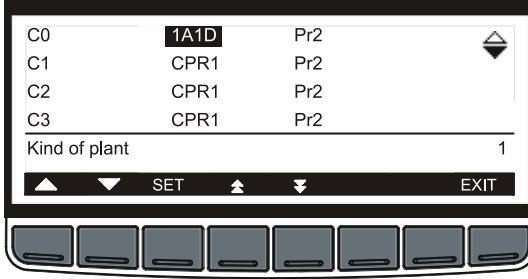 C0 1A1D Pr2
C1 CPR1 Pr2
C2 CPR1 Pr2
C3 CPR1 Pr2
Kind of plant 1
SET EXIT